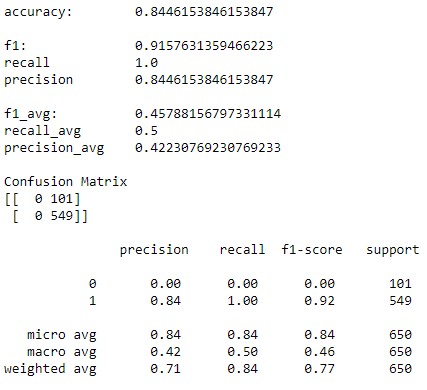 accuracy: 0.8446153846153847
f1: 0.9157631359466223
recall 1.0
precision 0.8446153846153847
f1_avg: 0.45788156797331114
recall_avg 0.5
precision_avg 0.42230769230769233
Confusion Matrix
[[ 0 101]
[ 0 549]]
precision recall f1-score support
0 0.00 0.00 0.00 101
1 0.84 1.00 0.92 549
micro avg 0.84 0.84 0.84 650
macro avg 0.42 0.50 0.46 650
weighted avg 0.71 0.84 0.77 650